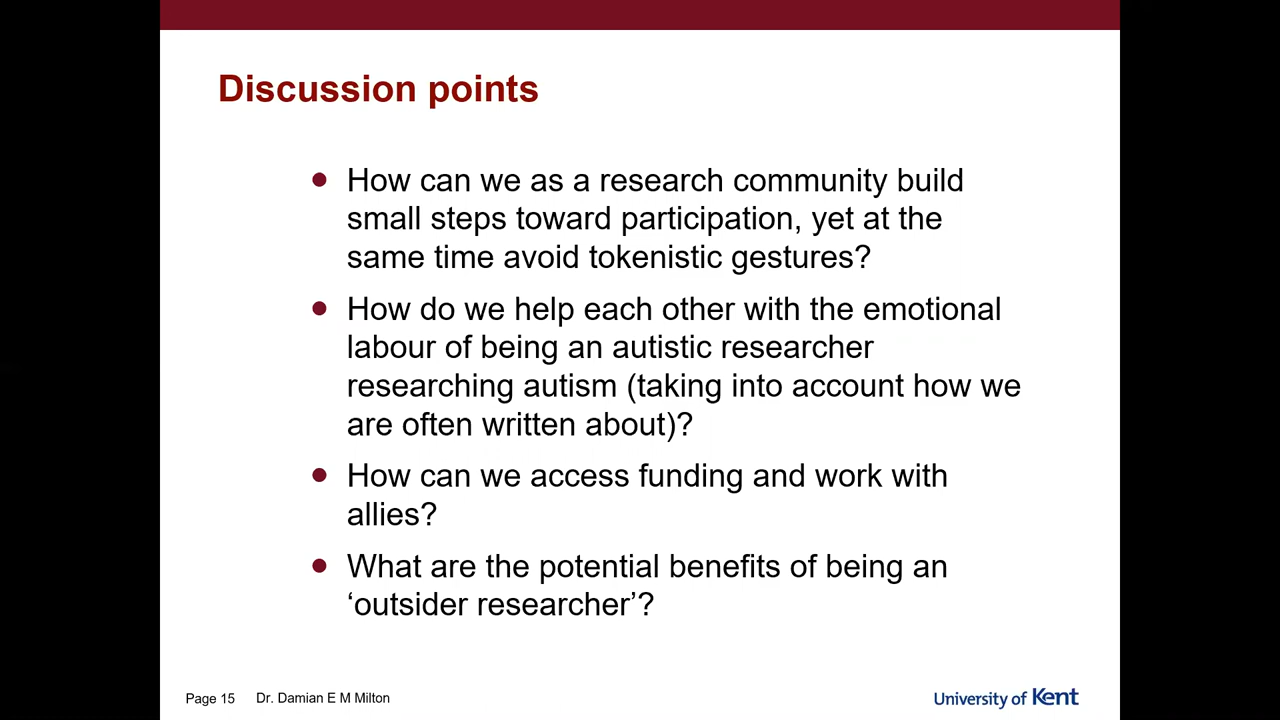 Discussion points
● How can we as a research community build
small steps toward participation, yet at the
same time avoid tokenistic gestures?
● How do we help each other with the emotional
labour of being an autistic researcher
researching autism (taking into account how we
are often written about)?
● How can we access funding and work with
allies?
● What are the potential benefits of being an
‘outsider researcher’?
Page 15 Dr. Damian E M Milton
University of Kent